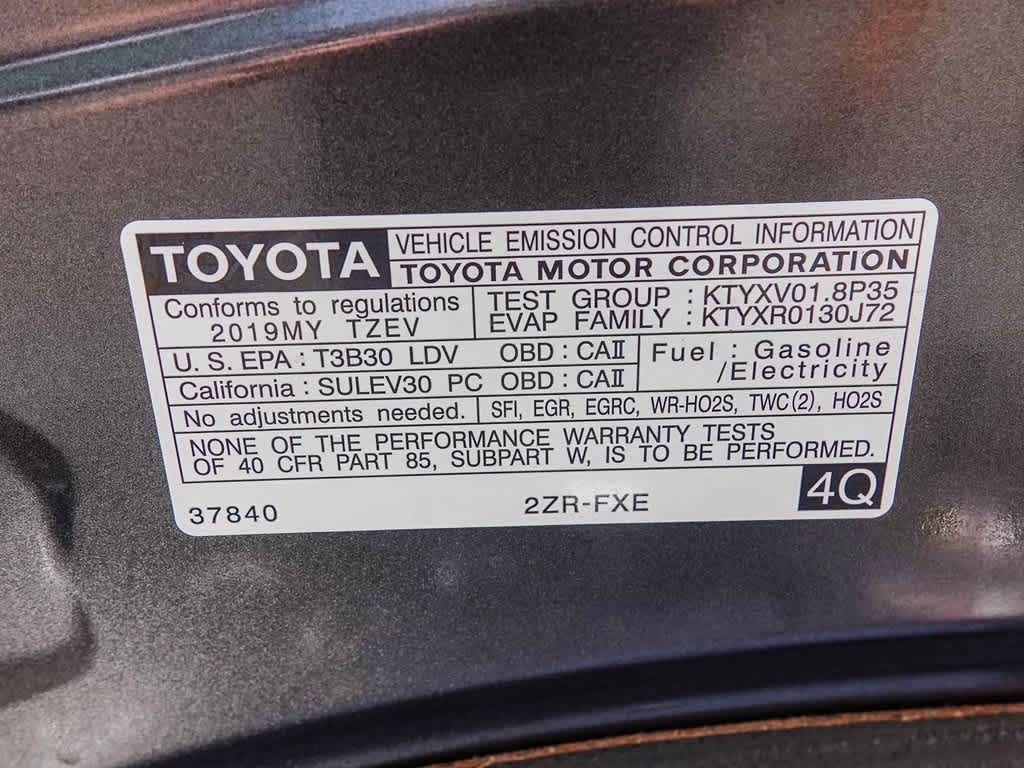 TOYOTA
VEHICLE EMISSION CONTROL INFORMATION
TOYOTA MOTOR CORPORATION
Conforms to regulations
2019MY TZEV
TEST GROUP : KTYXV01.8P35
EVAP FAMILY : KTYXR0130J72
U.S. EPA : T3B30 LDV OBD : CAII
California : SULEV30 PC OBD : CAII
Fuel : Gasoline
/Electricity
No adjustments needed.
SFI, EGR, EGRC, WR-HO2S, TWC(2), HO2S
NONE OF THE PERFORMANCE WARRANTY TESTS
OF 40 CFR PART 85, SUBPART W, IS TO BE PERFORMED.
37840
2ZR-FXE
4Q